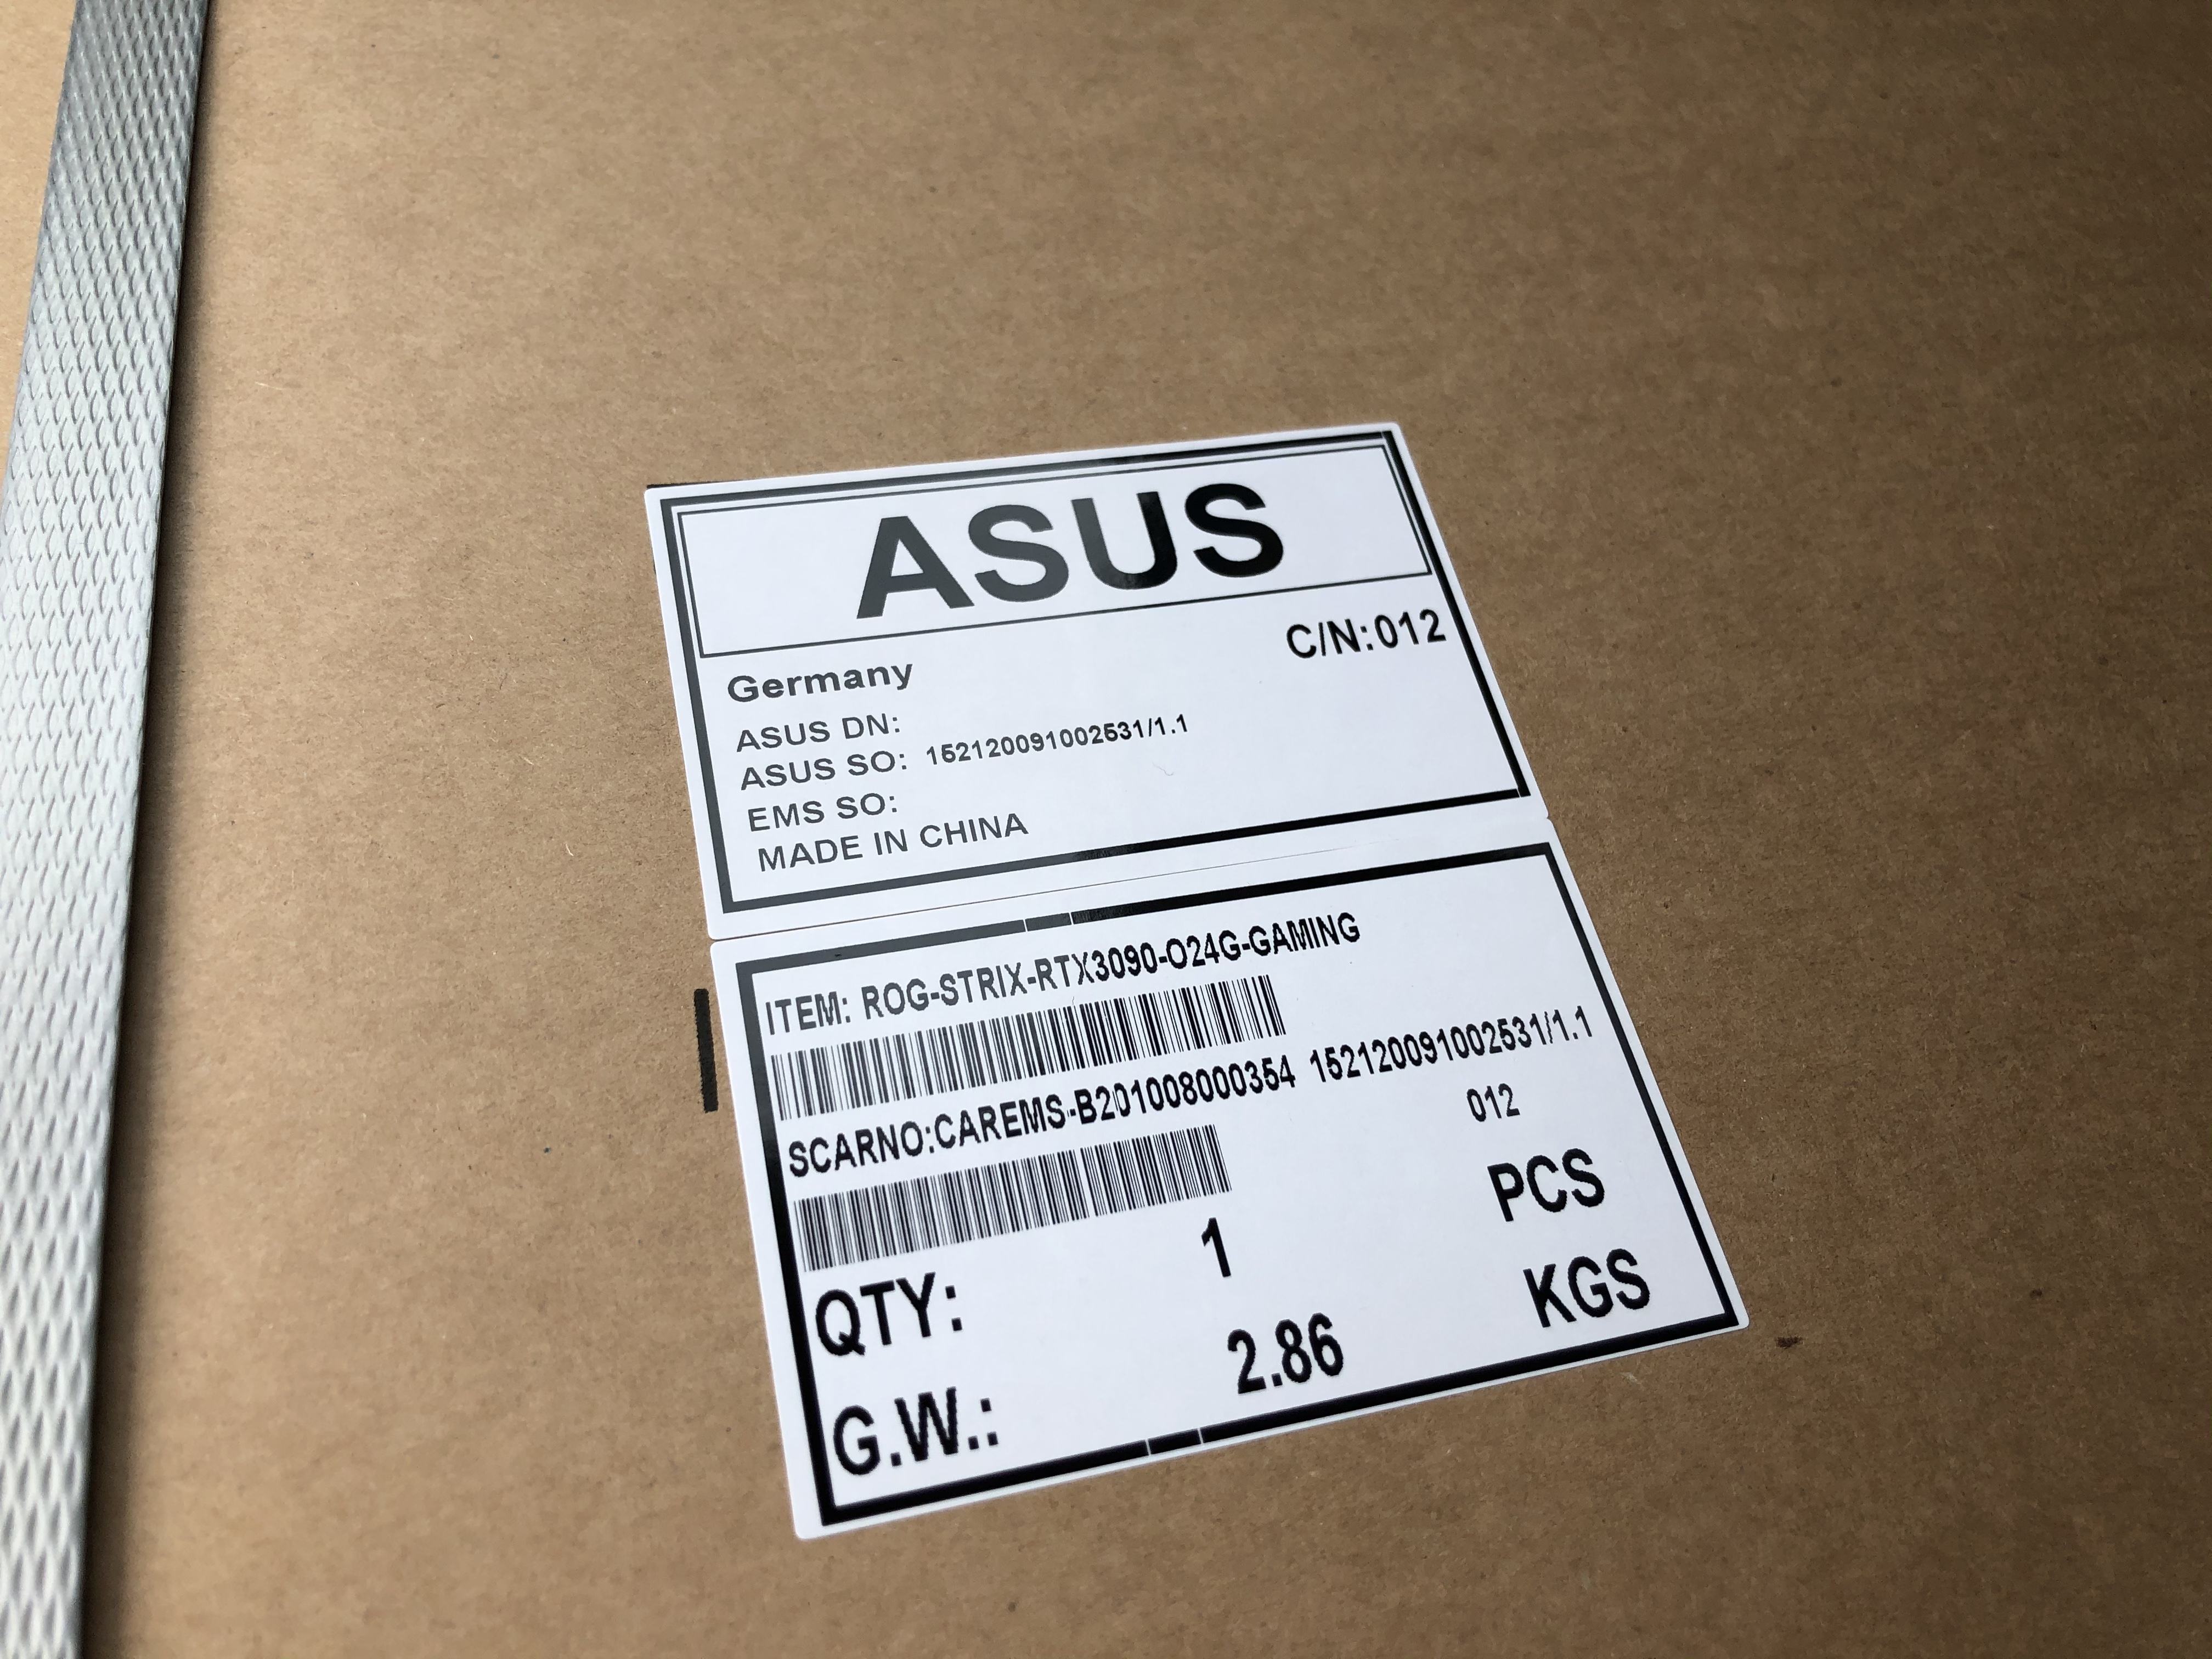 ASUS
C/N:012
Germany
ASUS DN:
ASUS SO: 152120091002531/1.1
EMS SO:
MADE IN CHINA
ITEM: ROG-STRIX-RTX3090-O24G-GAMING
SCARNO:CAREMS-B201008000354 152120091002531/1.1
012
QTY: 1 PCS
G.W.: 2.86 KGS